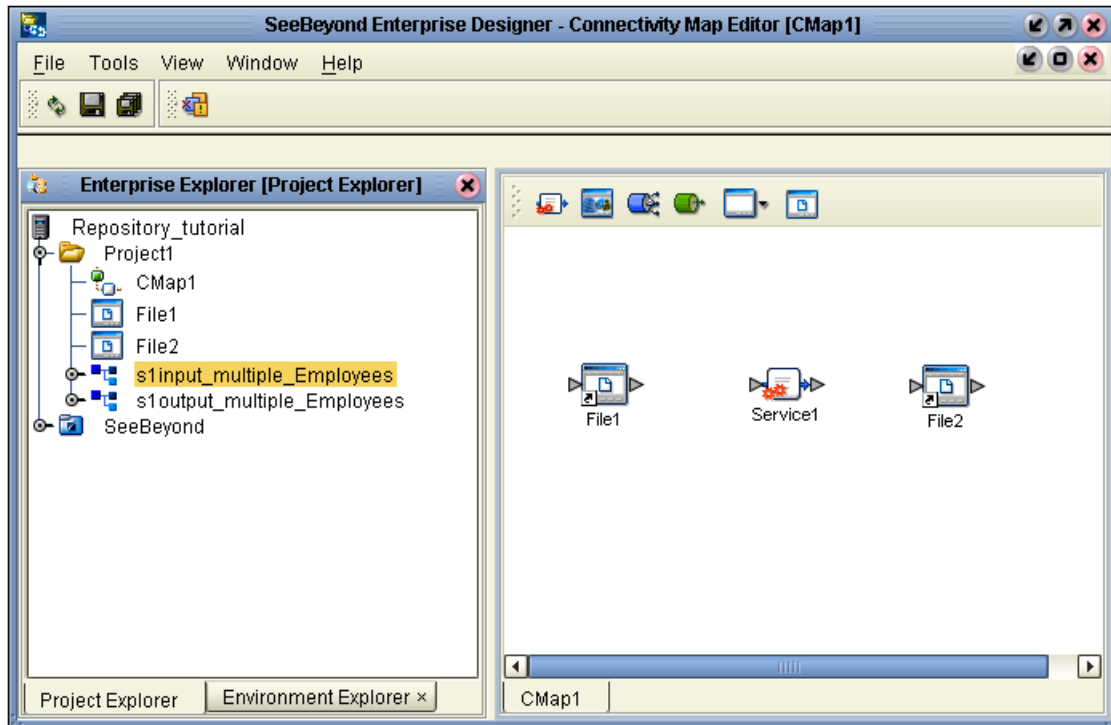 SeeBeyond Enterprise Designer - Connectivity Map Editor [CMap1]
File Tools View Window Help
Enterprise Explorer [Project Explorer]
Repository_tutorial
Project1
CMap1
File1
File2
s1input_multiple_Employees
s1output_multiple_Employees
SeeBeyond
File1
Service1
File2
Project Explorer
Environment Explorer ×
CMap1